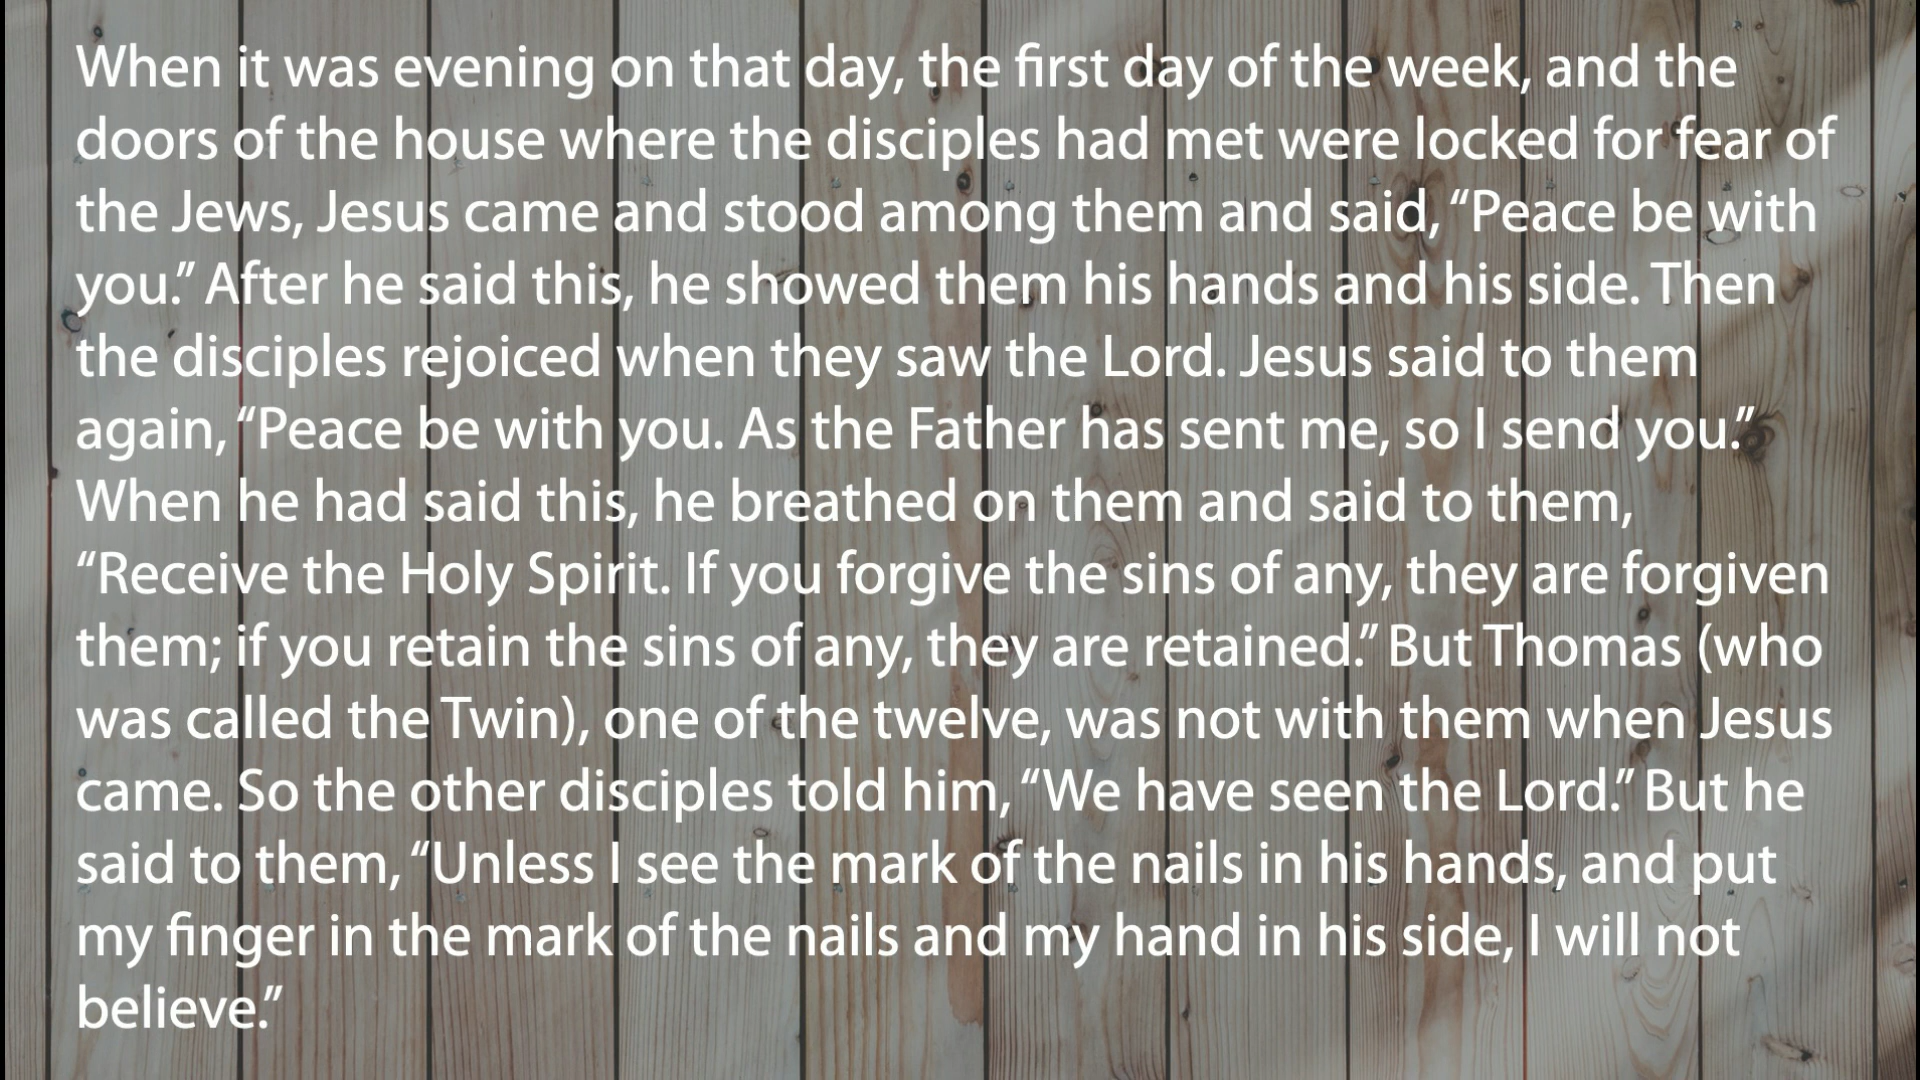 When it was evening on that day, the first day of the week, and the
doors of the house where the disciples had met were locked for fear of
the Jews, Jesus came and stood among them and said, “Peace be with
you.” After he said this, he showed them his hands and his side. Then
the disciples rejoiced when they saw the Lord. Jesus said to them
again, “Peace be with you. As the Father has sent me, so I send you.”
When he had said this, he breathed on them and said to them,
“Receive the Holy Spirit. If you forgive the sins of any, they are forgiven
them; if you retain the sins of any, they are retained.” But Thomas (who
was called the Twin), one of the twelve, was not with them when Jesus
came. So the other disciples told him, “We have seen the Lord.” But he
said to them, “Unless I see the mark of the nails in his hands, and put
my finger in the mark of the nails and my hand in his side, I will not
believe.”